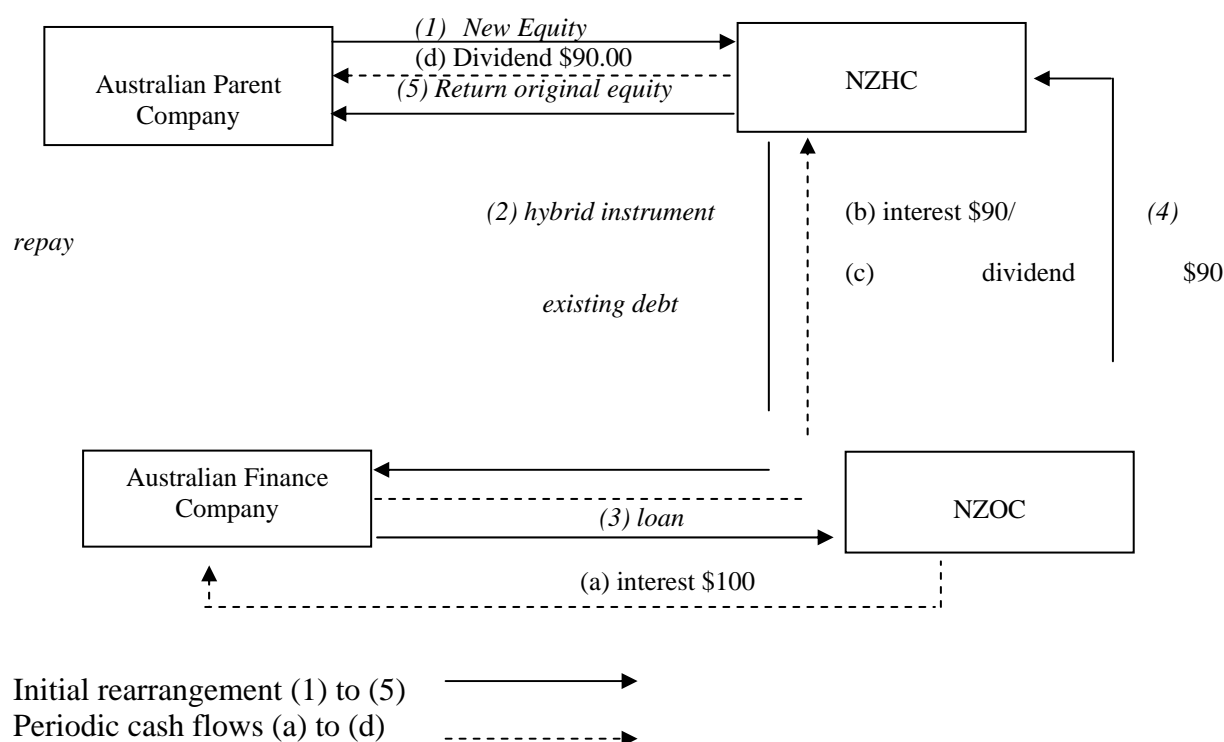 (1) New Equity
(d) Dividend $90.00
(5) Return original equity
Australian Parent
Company
NZHC
(2) hybrid instrument
(b) interest $90/
(4)
repay
(c) dividend $90
existing debt
Australian Finance
Company
(3) loan
NZOC
(a) interest $100
Initial rearrangement (1) to (5)
Periodic cash flows (a) to (d)